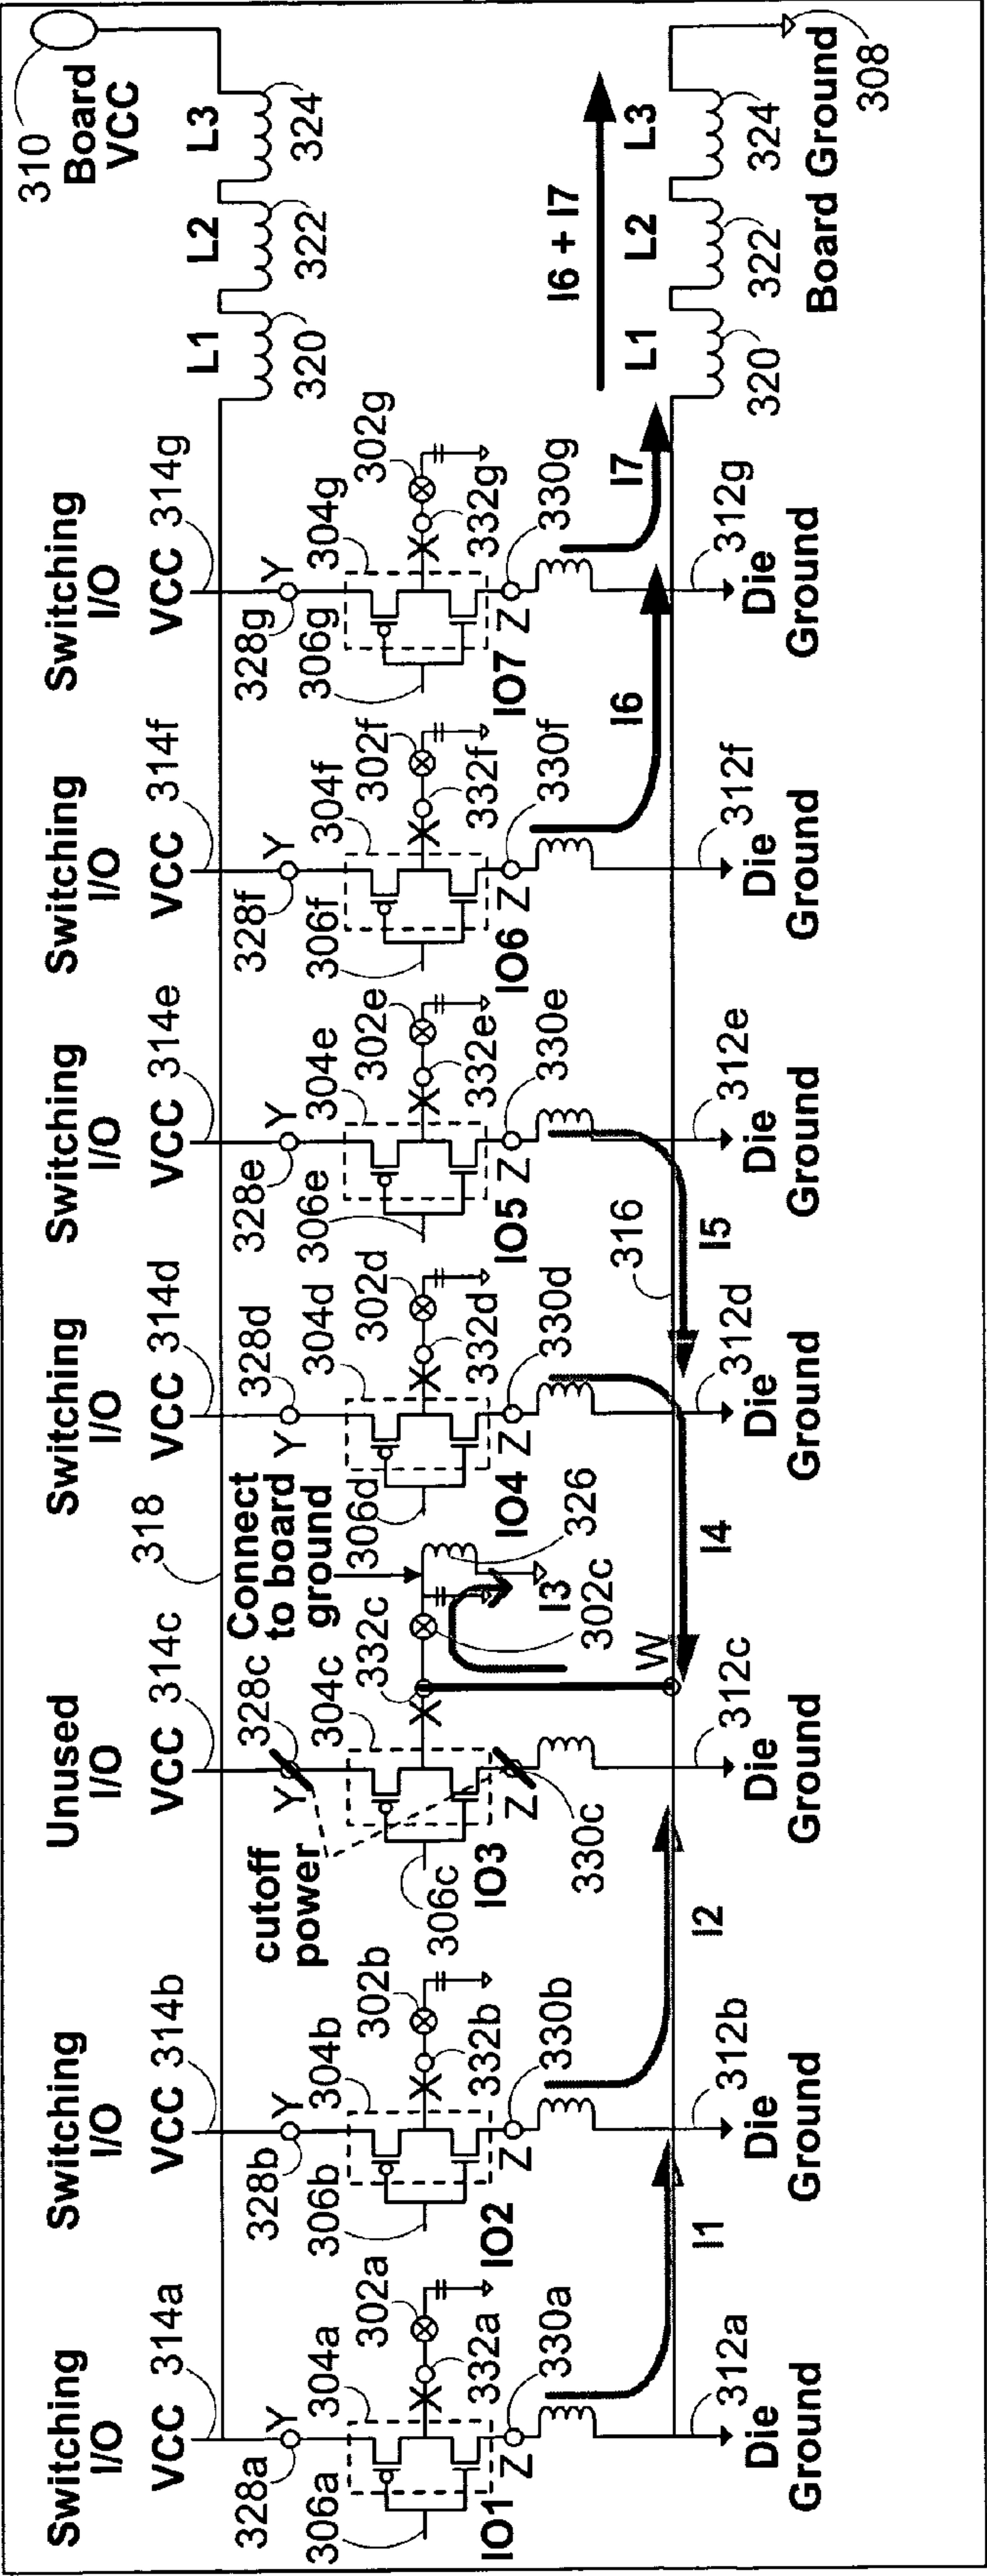 Switching
I/O
Switching
I/O
Unused
I/O
Switching
I/O
Switching
I/O
Switching
I/O
Switching
I/O
310
Board
VCC
VCC 314a
VCC 314b
VCC 314c
318
VCC 314d
VCC 314e
VCC 314f
VCC 314g
L1
L2
L3
320
322
324
328a
Y
328b
Y
cutoff
power
Y
328c
Connect
to board
ground
Y
328d
328e
Y
328f
Y
328g
Y
306a
304a
302a
306b
304b
302b
306c
304c
332c
306d
304d
302d
306e
304e
302e
306f
304f
302f
306g
304g
302g
X
332a
X
332b
X
X
332d
X
332e
X
332f
X
332g
IO1
Z
330a
IO2
Z
330b
IO3
Z
330c
I3
302c
326
IO4
Z
330d
IO5
Z
330e
IO6
Z
330f
IO7
Z
330g
I6 + I7
W
316
I6
I7
L1
L2
L3
I1
I2
I4
I5
320
322
324
312a
312b
312c
312d
312e
312f
312g
Die
Ground
Die
Ground
Die
Ground
Die
Ground
Die
Ground
Die
Ground
Die
Ground
Board Ground
308